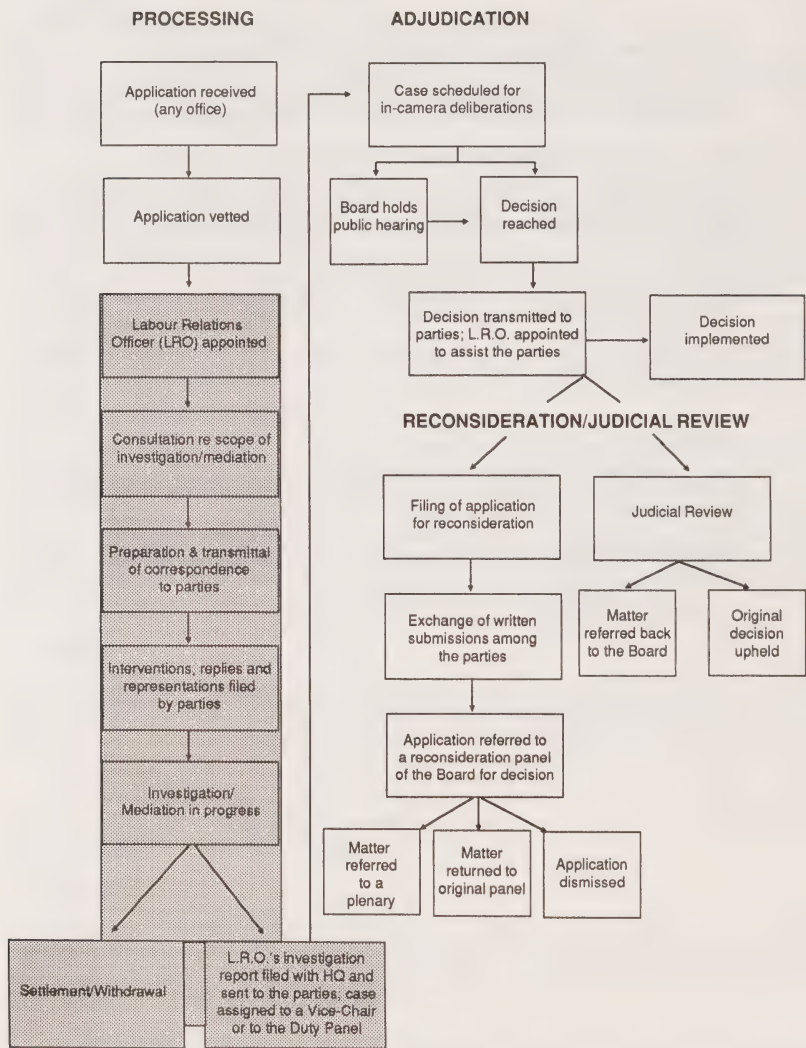 PROCESSING
Application received
(any office)
Application vetted
Labour Relations
Officer (LRO) appointed
Consultation re scope of
investigation/mediation
Preparation & transmittal
of correspondence
to parties
Interventions, replies and
representations filed
by parties
Investigation/
Mediation in progress
Settlement/Withdrawal
L.R.O.'s investigation
report filed with HQ and
sent to the parties; case
assigned to a Vice-Chair
or to the Duty Panel
ADJUDICATION
Case scheduled for
in-camera deliberations
Board holds
public hearing
Decision
reached
Decision transmitted to
parties; L.R.O. appointed
to assist the parties
Decision
implemented
RECONSIDERATION/JUDICIAL REVIEW
Filing of application
for reconsideration
Exchange of written
submissions among
the parties
Application referred to
a reconsideration panel
of the Board for decision
Matter
referred
to a
plenary
Matter
returned to
original panel
Application
dismissed
Judicial Review
Matter
referred back
to the Board
Original
decision
upheld